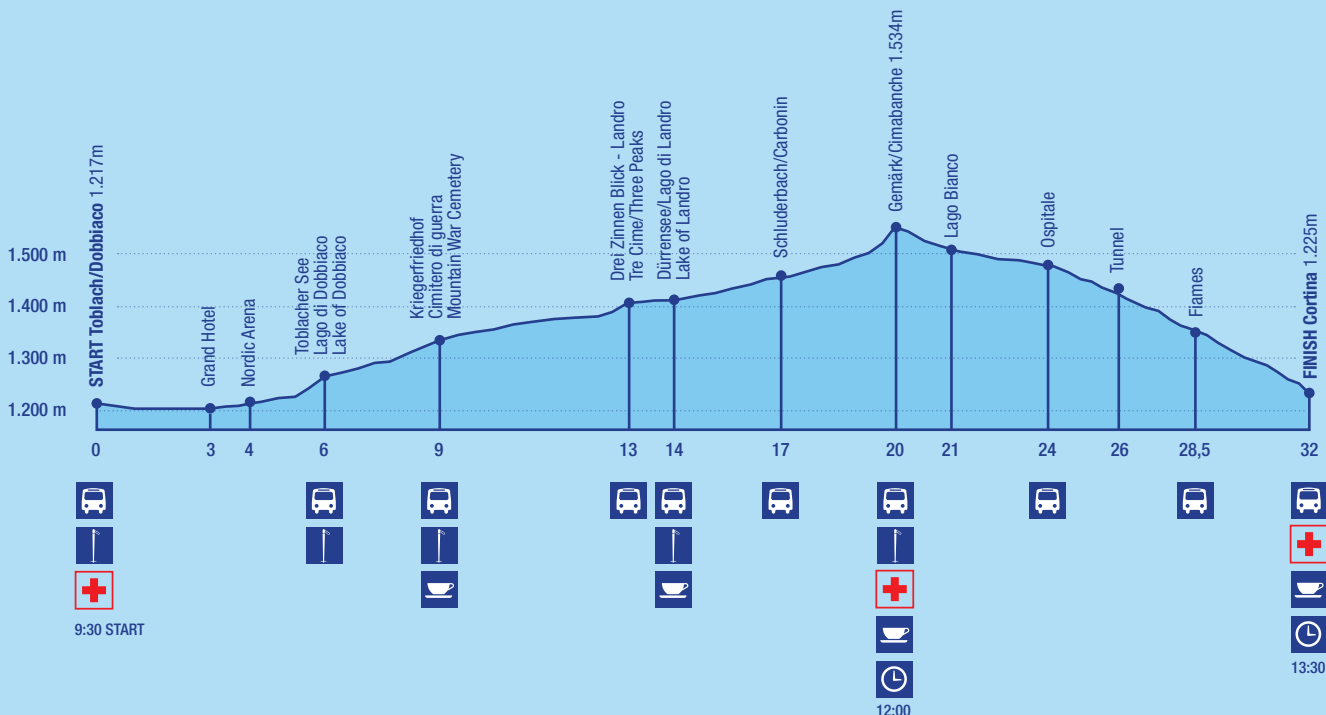 START Toblach/Dobbiaco 1.217m
Grand Hotel
Nordic Arena
Toblacher See
Lago di Dobbiaco
Lake of Dobbiaco
Kriegerfriedhof
Cimitero di guerra
Mountain War Cemetery
Drei Zinnen Blick - Landro
Tre Cime/Three Peaks
Dürrensee/Lago di Landro
Lake of Landro
Schluderbach/Carbonin
Gemärk/Cimabanche 1.534m
Lago Bianco
Ospitale
Tunnel
Fiames
FINISH Cortina 1.225m
1.500 m
1.400 m
1.300 m
1.200 m
0 3 4 6 9 13 14 17 20 21 24 26 28,5 32
9:30 START
12:00
13:30